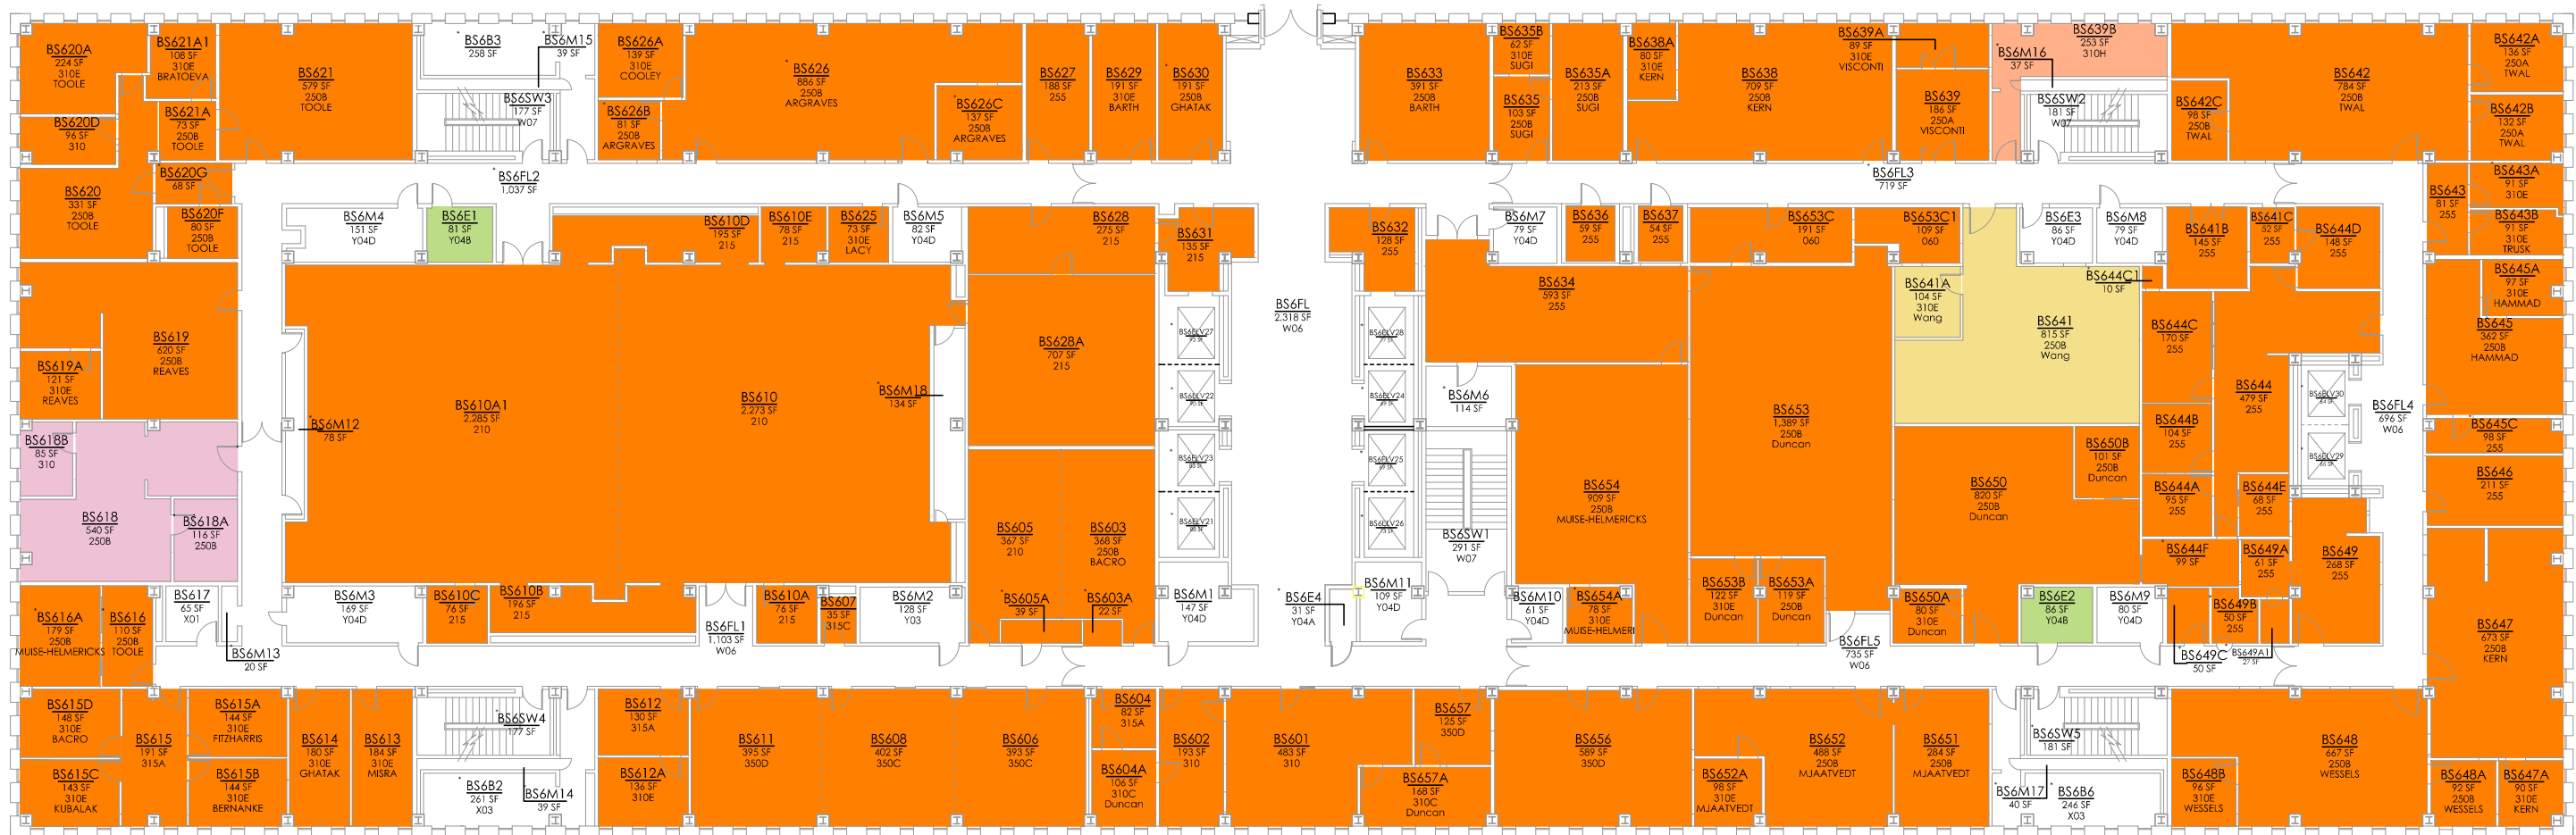 BS620A
224 SF
310E
TOOLE
BS621A1
108 SF
310E
BRATOEVA
BS621
579 SF
250B
TOOLE
BS6B3
258 SF
BS6M15
39 SF
BS626A
139 SF
310E
COOLEY
BS626
886 SF
250B
ARGRAVES
BS627
188 SF
255
BS629
191 SF
310E
BARTH
BS630
191 SF
250B
GHATAK
BS633
391 SF
250B
BARTH
BS635B
62 SF
310E
SUGI
BS635A
213 SF
250B
SUGI
BS638A
80 SF
310E
KERN
BS638
709 SF
250B
KERN
BS639A
89 SF
310E
VISCONTI
BS639B
253 SF
310H
BS6M16
37 SF
BS642
784 SF
250B
TWAL
BS642A
136 SF
250A
TWAL
BS620D
96 SF
310
BS621A
73 SF
250B
TOOLE
BS6SW3
177 SF
W07
BS626B
81 SF
250B
ARGRAVES
BS626C
137 SF
250B
ARGRAVES
BS635
103 SF
250B
SUGI
BS639
186 SF
250A
VISCONTI
BS6SW2
181 SF
W07
BS642C
98 SF
250B
TWAL
BS642B
132 SF
250A
TWAL
BS620
331 SF
250B
TOOLE
BS620G
68 SF
BS6FL2
1,037 SF
BS6FL3
719 SF
BS643
81 SF
255
BS643A
91 SF
310E
BS620F
80 SF
250B
TOOLE
BS6M4
151 SF
Y04D
BS6E1
81 SF
Y04B
BS610D
195 SF
215
BS610E
78 SF
215
BS625
73 SF
310E
LACY
BS6M5
82 SF
Y04D
BS628
275 SF
215
BS631
135 SF
215
BS632
128 SF
255
BS6M7
79 SF
Y04D
BS636
59 SF
255
BS637
54 SF
255
BS653C
191 SF
060
BS653C1
109 SF
060
BS6E3
86 SF
Y04D
BS6M8
79 SF
Y04D
BS641B
145 SF
255
BS641C
52 SF
255
BS644D
148 SF
255
BS643B
91 SF
310E
TRUSK
BS619
620 SF
250B
REAVES
BS619A
121 SF
310E
REAVES
BS6M12
78 SF
BS610A1
2,285 SF
210
BS610
2,273 SF
210
BS6M18
134 SF
BS628A
707 SF
215
BS6ELV27
93 SF
BS6ELV22
BS6ELV23
BS6ELV21
BS6FL
2,318 SF
W06
BS6ELV28
BS6ELV24
BS6ELV25
BS6ELV26
BS634
593 SF
255
BS6M6
114 SF
BS641A
104 SF
310E
Wang
BS641
815 SF
250B
Wang
BS644C1
10 SF
BS644C
170 SF
255
BS644
479 SF
255
BS6ELV30
BS6ELV29
BS6FL4
696 SF
W06
BS645A
97 SF
310E
HAMMAD
BS645
362 SF
250B
HAMMAD
BS618B
85 SF
310
BS618
540 SF
250B
BS618A
116 SF
250B
BS605
367 SF
210
BS603
368 SF
250B
BACRO
BS6SW1
291 SF
W07
BS654
909 SF
250B
MUISE-HELMERICKS
BS653
1,389 SF
250B
Duncan
BS650
820 SF
250B
Duncan
BS650B
101 SF
250B
Duncan
BS644B
104 SF
255
BS644A
95 SF
255
BS644E
68 SF
255
BS645C
98 SF
255
BS646
211 SF
255
BS644F
99 SF
BS649A
61 SF
255
BS649
268 SF
255
BS616A
179 SF
250B
MUISE-HELMERICKS
BS616
110 SF
250B
TOOLE
BS617
65 SF
X01
BS6M13
20 SF
BS6M3
169 SF
Y04D
BS610C
76 SF
215
BS610B
196 SF
215
BS6FL1
1,103 SF
W06
BS610A
76 SF
215
BS607
35 SF
315C
BS6M2
128 SF
Y03
BS605A
39 SF
BS603A
22 SF
BS6M1
147 SF
Y04D
BS6E4
31 SF
Y04A
BS6M11
109 SF
Y04D
BS6M10
61 SF
Y04D
BS654A
78 SF
310E
MUISE-HELMERI
BS653B
122 SF
310E
Duncan
BS653A
119 SF
250B
Duncan
BS6FL5
735 SF
W06
BS650A
80 SF
310E
Duncan
BS6E2
86 SF
Y04B
BS6M9
80 SF
Y04D
BS649B
50 SF
255
BS649C
50 SF
BS649A1
27 SF
BS647
673 SF
250B
KERN
BS615D
148 SF
310E
BACRO
BS615
191 SF
315A
BS615A
144 SF
310E
FITZHARRIS
BS614
180 SF
310E
GHATAK
BS613
184 SF
310E
MISRA
BS6SW4
177 SF
BS612
130 SF
315A
BS611
395 SF
350D
BS608
402 SF
350C
BS606
393 SF
350C
BS604
82 SF
315A
BS602
193 SF
310
BS601
483 SF
310
BS657
125 SF
350D
BS656
589 SF
350D
BS652
488 SF
250B
MJAATVEDT
BS651
284 SF
250B
MJAATVEDT
BS6SW5
181 SF
BS648
667 SF
250B
WESSELS
BS615C
143 SF
310E
KUBALAK
BS615B
144 SF
310E
BERNANKE
BS6B2
261 SF
X03
BS6M14
39 SF
BS612A
136 SF
310E
BS604A
106 SF
310C
Duncan
BS657A
168 SF
310C
Duncan
BS652A
98 SF
310E
MJAATVEDT
BS6M17
40 SF
BS6B6
246 SF
X03
BS648B
96 SF
310E
WESSELS
BS648A
92 SF
250B
WESSELS
BS647A
90 SF
310E
KERN